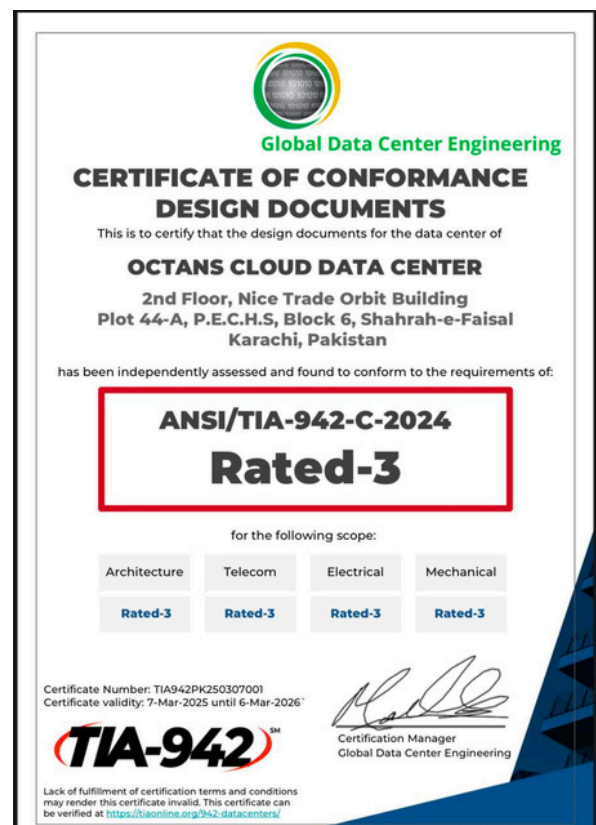 Global Data Center Engineering
CERTIFICATE OF CONFORMANCE
DESIGN DOCUMENTS
This is to certify that the design documents for the data center of
OCTANS CLOUD DATA CENTER
2nd Floor, Nice Trade Orbit Building
Plot 44-A, P.E.C.H.S, Block 6, Shahrah-e-Faisal
Karachi, Pakistan
has been independently assessed and found to conform to the requirements of:
ANSI/TIA-942-C-2024
Rated-3
for the following scope:
Architecture Telecom Electrical Mechanical
Rated-3 Rated-3 Rated-3 Rated-3
Certificate Number: TIA942PK250307001
Certificate validity: 7-Mar-2025 until 6-Mar-2026`
TIA-942 SM
Certification Manager
Global Data Center Engineering
Lack of fulfillment of certification terms and conditions
may render this certificate invalid. This certificate can
be verified at https://tiaonline.org/942-datacenters/